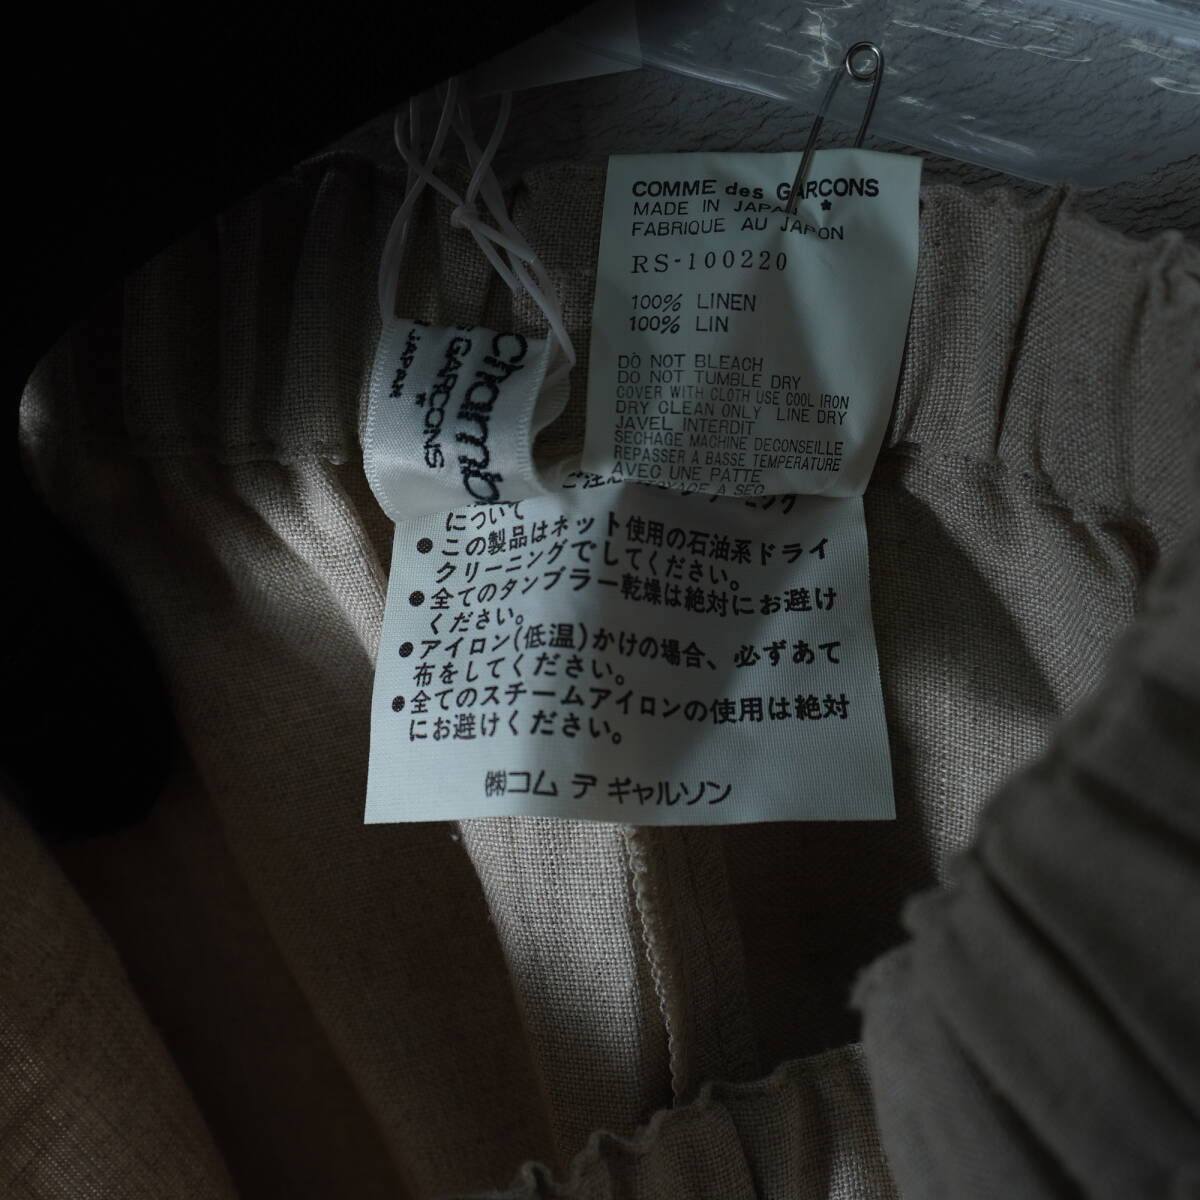 COMME des GARCONS
MADE IN JAPAN *
FABRIQUE AU JAPON
RS-100220
100% LINEN
100% LIN
DO NOT BLEACH
DO NOT TUMBLE DRY
COVER WITH CLOTH USE COOL IRON
DRY CLEAN ONLY LINE DRY
JAVEL INTERDIT
SECHAGE MACHINE DECONSEILLE
REPASSER A BASSE TEMPERATURE
AVEC UNE PATTE
A SEC
GARCONS
JAPAN
について
●この製品はネット使用の石油系ドライ
クリーニングでしてください。
●全てのタンブラー乾燥は絶対にお避け
ください。
●アイロン(低温)かけの場合、必ずあて
布をしてください。
●全てのスチームアイロンの使用は絶対
にお避けください。
㈱コム デ ギャルソン